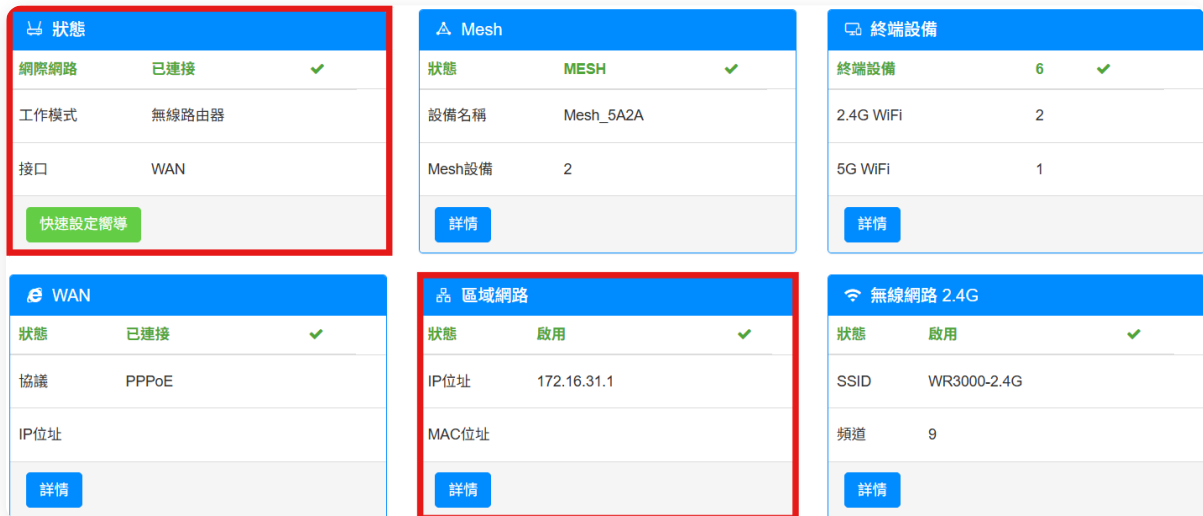 狀態
網際網路 已連接
工作模式 無線路由器
接口 WAN
快速設定嚮導
Mesh
狀態 MESH
設備名稱 Mesh_5A2A
Mesh設備 2
詳情
終端設備
終端設備 6
2.4G WiFi 2
5G WiFi 1
詳情
WAN
狀態 已連接
協議 PPPoE
IP位址
詳情
區域網路
狀態 啟用
IP位址 172.16.31.1
MAC位址
詳情
無線網路 2.4G
狀態 啟用
SSID WR3000-2.4G
頻道 9
詳情